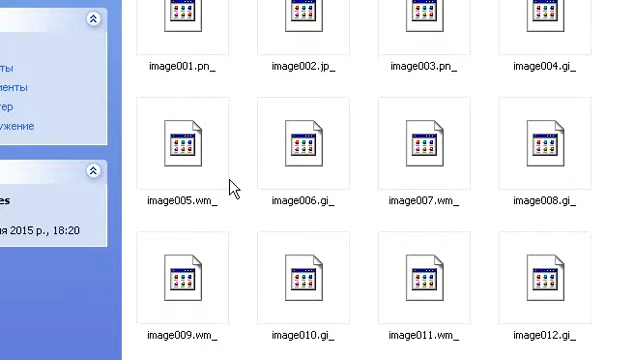 image001.pn_ image002.jp_ image003.pn_ image004.gi_
ты
менты
тер
ужение
image005.wm_ image006.gi_ image007.wm_ image008.gi_
es
я 2015 р., 18:20
image009.wm_ image010.gi_ image011.wm_ image012.gi_